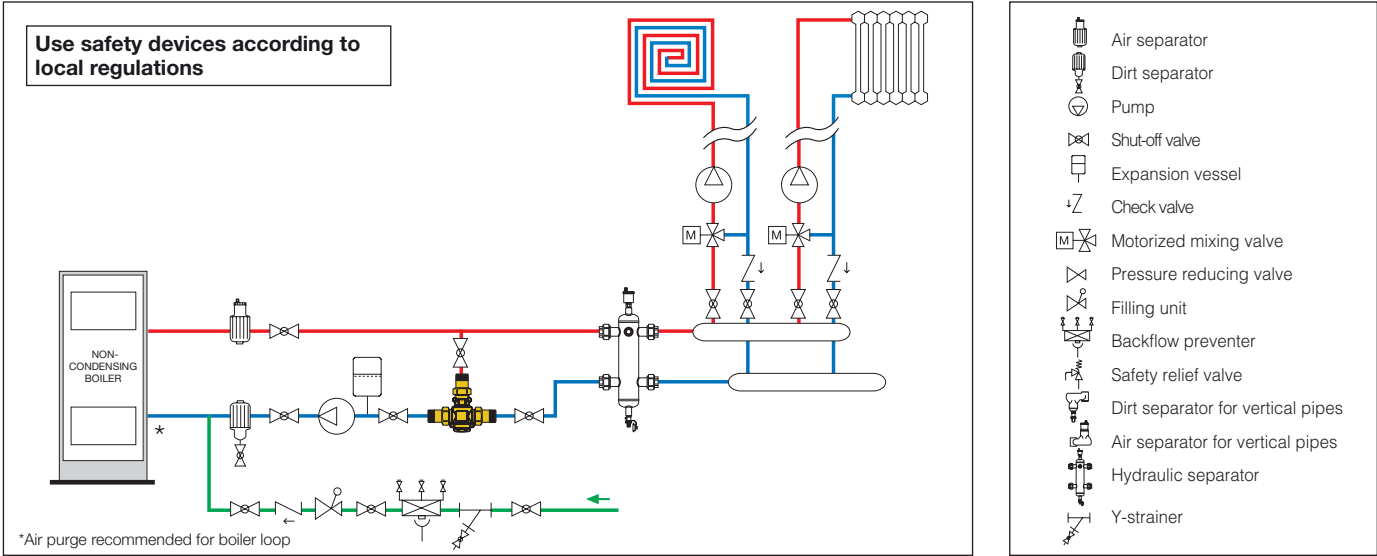 Use safety devices according to
local regulations
M
M
NON-
CONDENSING
BOILER
*
*Air purge recommended for boiler loop
Air separator
Dirt separator
Pump
Shut-off valve
Expansion vessel
Check valve
M
Motorized mixing valve
Pressure reducing valve
Filling unit
Backflow preventer
Safety relief valve
Dirt separator for vertical pipes
Air separator for vertical pipes
Hydraulic separator
Y-strainer